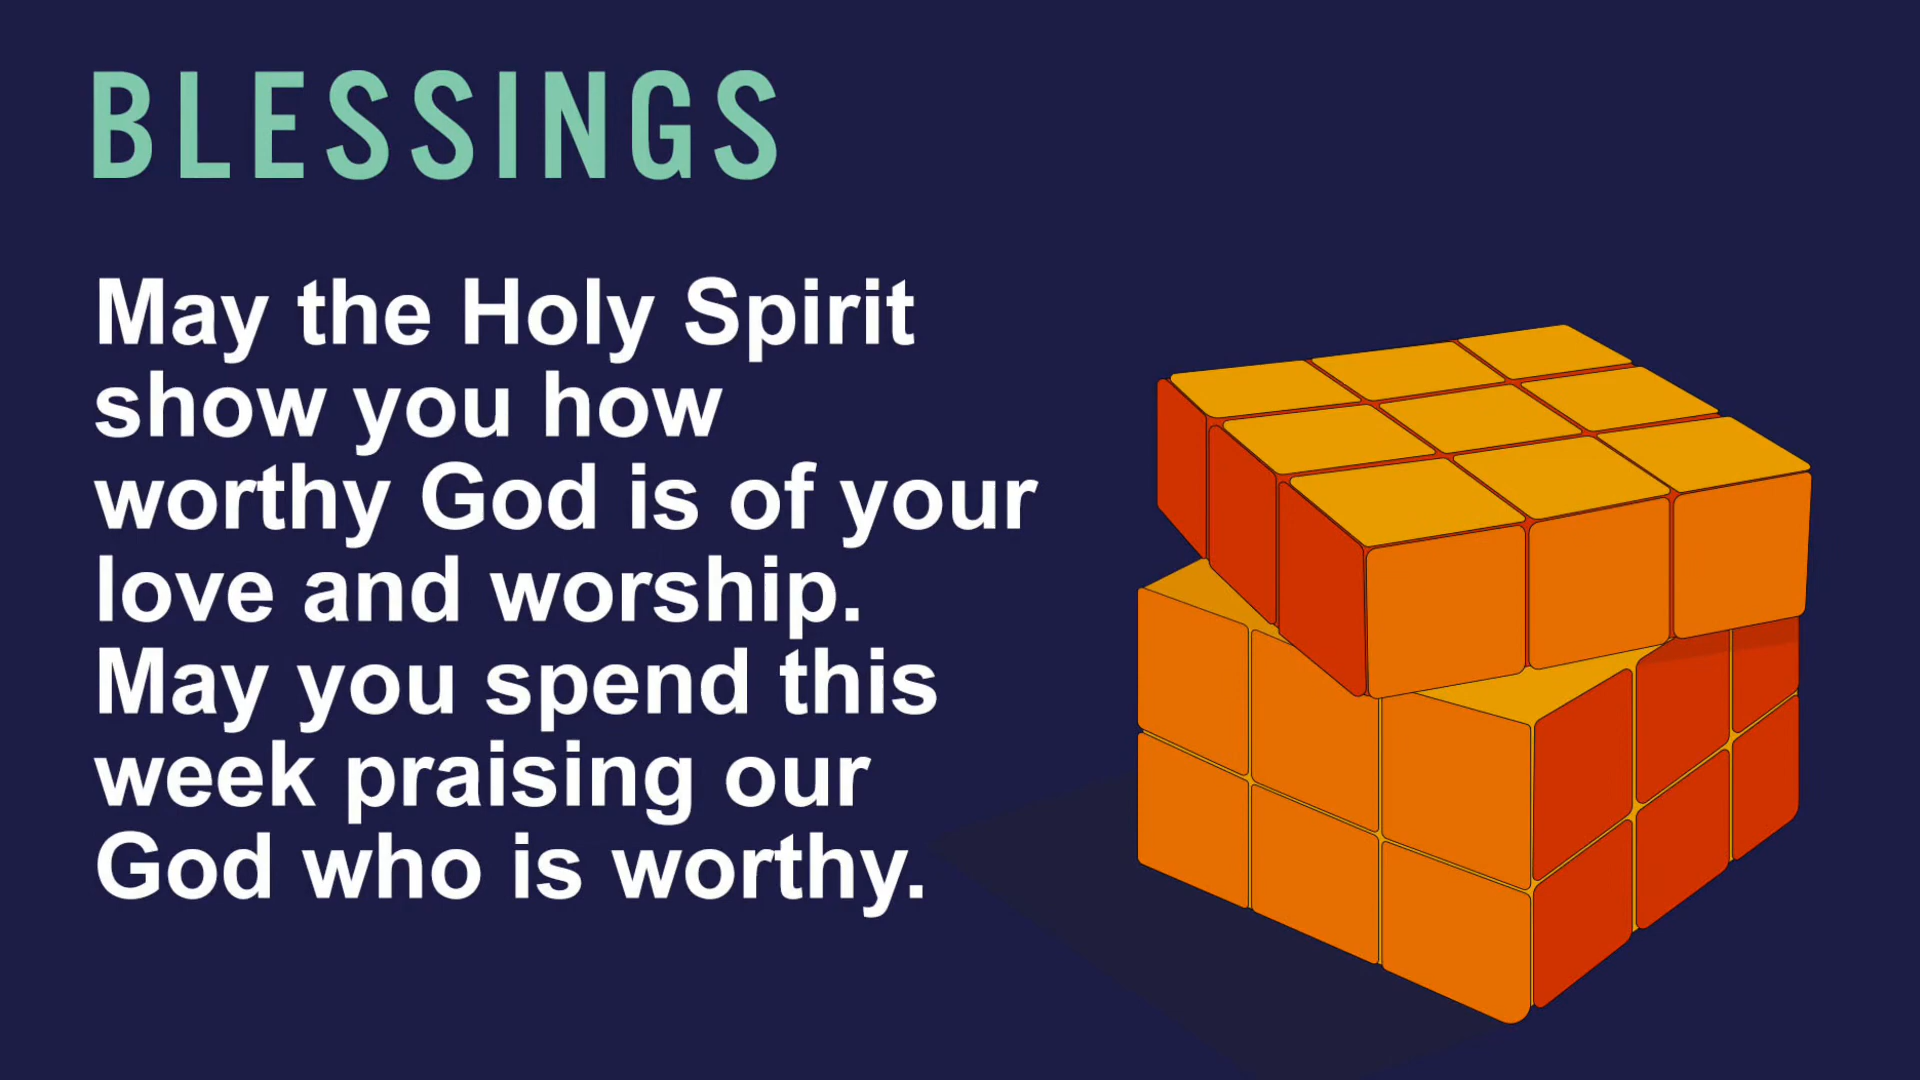 BLESSINGS
May the Holy Spirit
show you how
worthy God is of your
love and worship.
May you spend this
week praising our
God who is worthy.